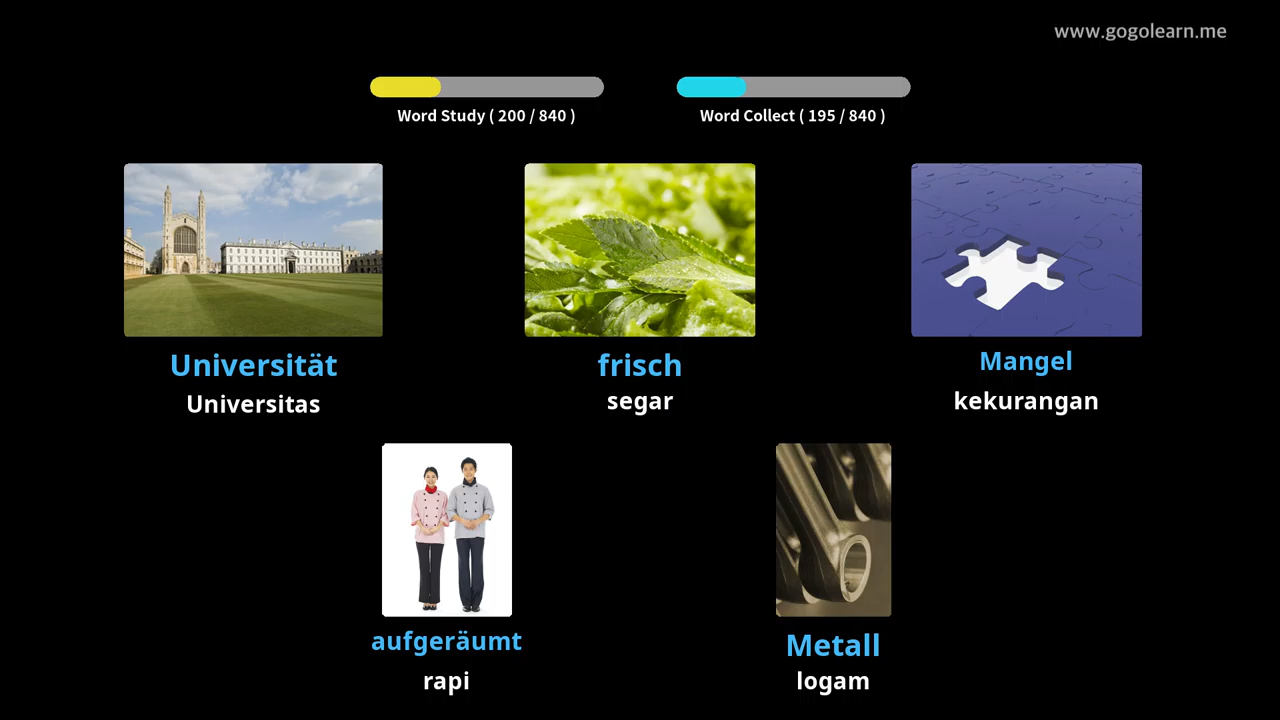 www.gogolearn.me
Word Study ( 200 / 840 )
Word Collect ( 195 / 840 )
Universität
Universitas
frisch
segar
Mangel
kekurangan
aufgeräumt
rapi
Metall
logam